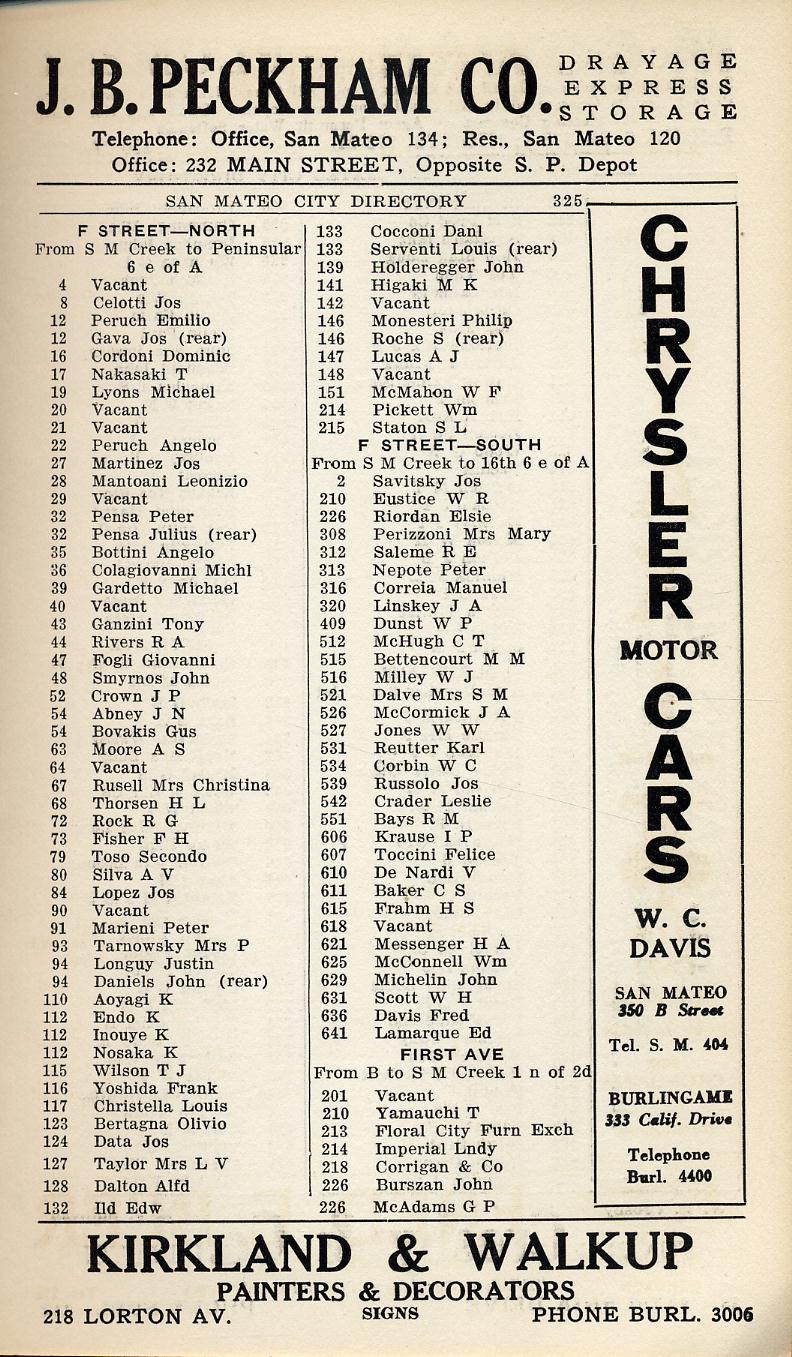 J. B. PECKHAM CO.
DRAYAGE
EXPRESS
STORAGE
Telephone: Office, San Mateo 134; Res., San Mateo 120
Office: 232 MAIN STREET, Opposite S. P. Depot
SAN MATEO CITY DIRECTORY 325
F STREET—NORTH
From S M Creek to Peninsular
6 e of A
4 Vacant
8 Celotti Jos
12 Peruch Emilio
12 Gava Jos (rear)
16 Cordoni Dominic
17 Nakasaki T
19 Lyons Michael
20 Vacant
21 Vacant
22 Peruch Angelo
27 Martinez Jos
28 Mantoani Leonizio
29 Vacant
32 Pensa Peter
32 Pensa Julius (rear)
35 Bottini Angelo
36 Colagiovanni Michl
39 Gardetto Michael
40 Vacant
43 Ganzini Tony
44 Rivers R A
47 Fogli Giovanni
48 Smyrnos John
52 Crown J P
54 Abney J N
54 Bovakis Gus
63 Moore A S
64 Vacant
67 Rusell Mrs Christina
68 Thorsen H L
72 Rock R G
73 Fisher F H
79 Toso Secondo
80 Silva A V
84 Lopez Jos
90 Vacant
91 Marieni Peter
93 Tarnowsky Mrs P
94 Longuy Justin
94 Daniels John (rear)
110 Aoyagi K
112 Endo K
112 Inouye K
112 Nosaka K
115 Wilson T J
116 Yoshida Frank
117 Christella Louis
123 Bertagna Olivio
124 Data Jos
127 Taylor Mrs L V
128 Dalton Alfd
132 Ild Edw
133 Cocconi Danl
133 Serventi Louis (rear)
139 Holderegger John
141 Higaki M K
142 Vacant
146 Monesteri Philip
146 Roche S (rear)
147 Lucas A J
148 Vacant
151 McMahon W F
214 Pickett Wm
215 Staton S L
F STREET—SOUTH
From S M Creek to 16th 6 e of A
2 Savitsky Jos
210 Eustice W R
226 Riordan Elsie
308 Perizzoni Mrs Mary
312 Saleme R E
313 Nepote Peter
316 Correia Manuel
320 Linskey J A
409 Dunst W P
512 McHugh C T
515 Bettencourt M M
516 Milley W J
521 Dalve Mrs S M
526 McCormick J A
527 Jones W W
531 Reutter Karl
534 Corbin W C
539 Russolo Jos
542 Crader Leslie
551 Bays R M
606 Krause I P
607 Toccini Felice
610 De Nardi V
611 Baker C S
615 Frahm H S
618 Vacant
621 Messenger H A
625 McConnell Wm
629 Michelin John
631 Scott W H
636 Davis Fred
641 Lamarque Ed
FIRST AVE
From B to S M Creek 1 n of 2d
201 Vacant
210 Yamauchi T
213 Floral City Furn Exch
214 Imperial Lndy
218 Corrigan & Co
226 Burszan John
226 McAdams G P
CHRYSLER
MOTOR
CARS
W. C.
DAVIS
SAN MATEO
350 B Street
Tel. S. M. 404
BURLINGAME
333 Calif. Drive
Telephone
Burl. 4400
KIRKLAND & WALKUP
PAINTERS & DECORATORS
218 LORTON AV. SIGNS PHONE BURL. 3006